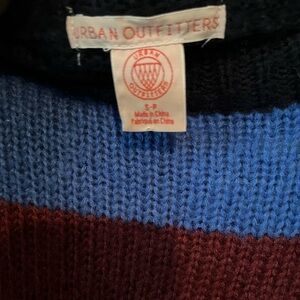 URBAN OUTFITTERS
URBAN
OUTFITTERS
S-P
Made in China
Fabriqué en Chine